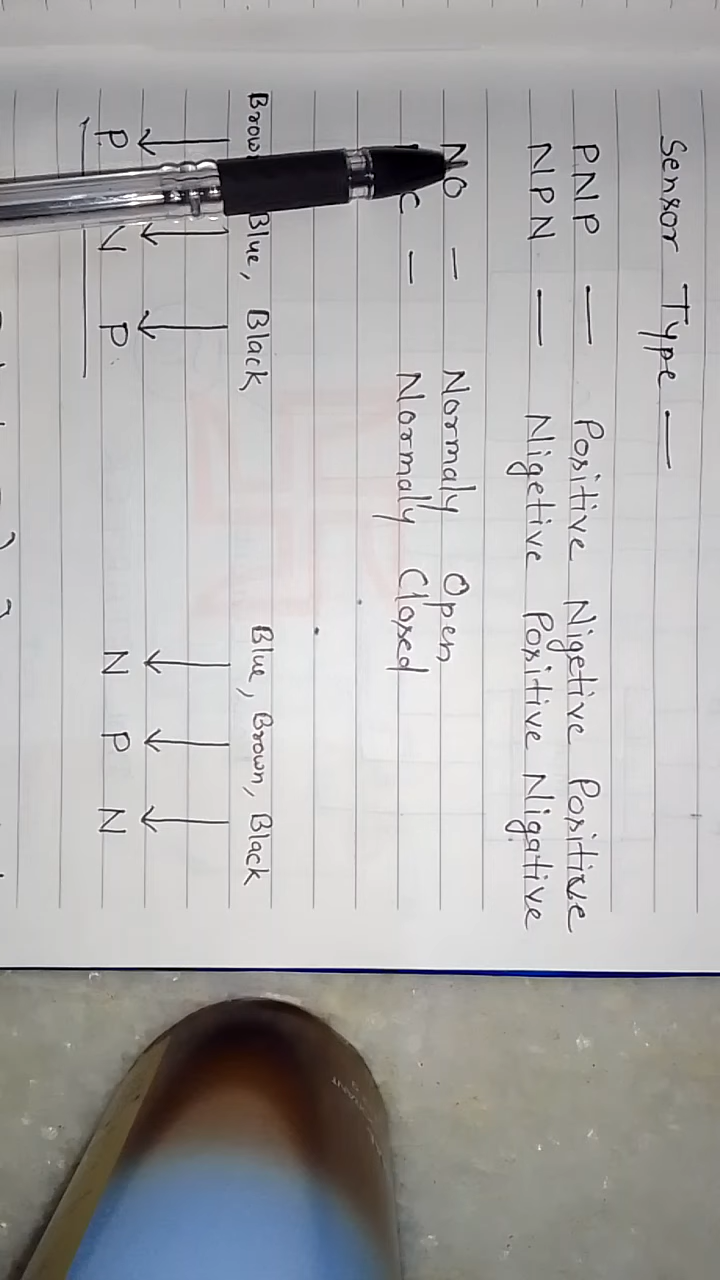 Sensor Type —
PNP — Positive Nigetive Positive
NPN — Nigetive Positive Nigative
NO — Normaly Open
C — Normaly Closed
Brow Blue, Black Blue, Brown, Black
P N P N P N